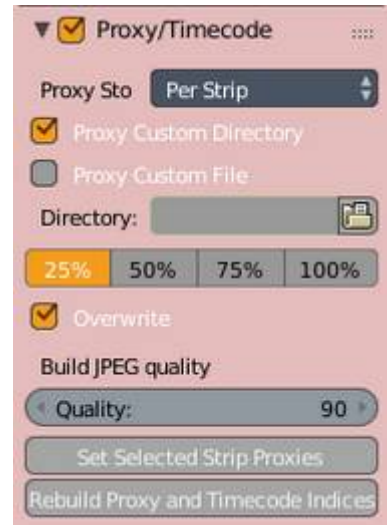 Proxy/Timecode
Proxy Sto Per Strip
Proxy Custom Directory
Proxy Custom File
Directory:
25% 50% 75% 100%
Overwrite
Build JPEG quality
Quality: 90
Set Selected Strip Proxies
Rebuild Proxy and Timecode Indices